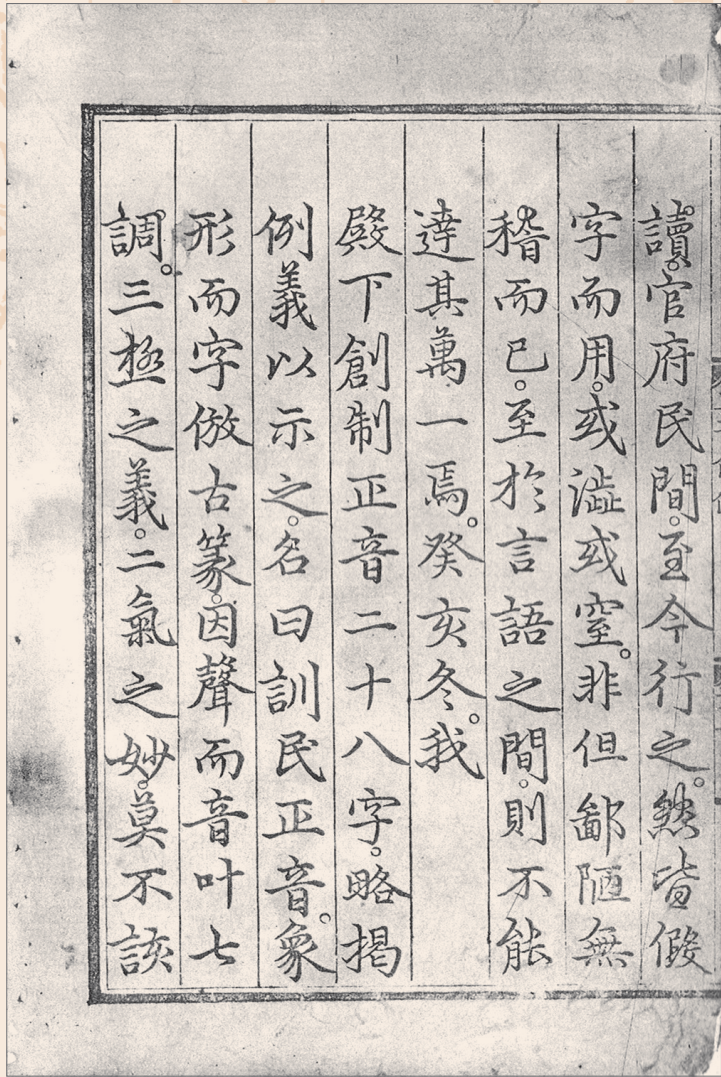 讀。官府民間。至今行之。然皆假
字而用。或澁或窒。非但鄙陋無
稽而已。至於言語之間。則不能
達其萬一焉。癸亥冬。我
殿下創制正音二十八字。略揭
例義以示之。名曰訓民正音。象
形而字倣古篆。因聲而音叶七
調。三極之義。二氣之妙。莫不該